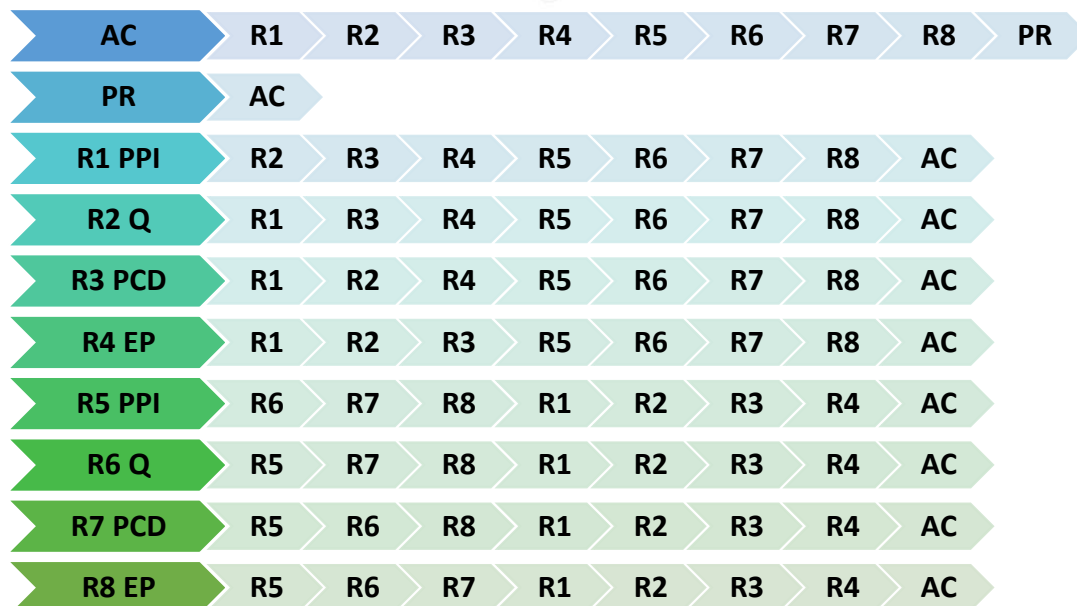 AC R1 R2 R3 R4 R5 R6 R7 R8 PR
PR AC
R1 PPI R2 R3 R4 R5 R6 R7 R8 AC
R2 Q R1 R3 R4 R5 R6 R7 R8 AC
R3 PCD R1 R2 R4 R5 R6 R7 R8 AC
R4 EP R1 R2 R3 R5 R6 R7 R8 AC
R5 PPI R6 R7 R8 R1 R2 R3 R4 AC
R6 Q R5 R7 R8 R1 R2 R3 R4 AC
R7 PCD R5 R6 R8 R1 R2 R3 R4 AC
R8 EP R5 R6 R7 R1 R2 R3 R4 AC